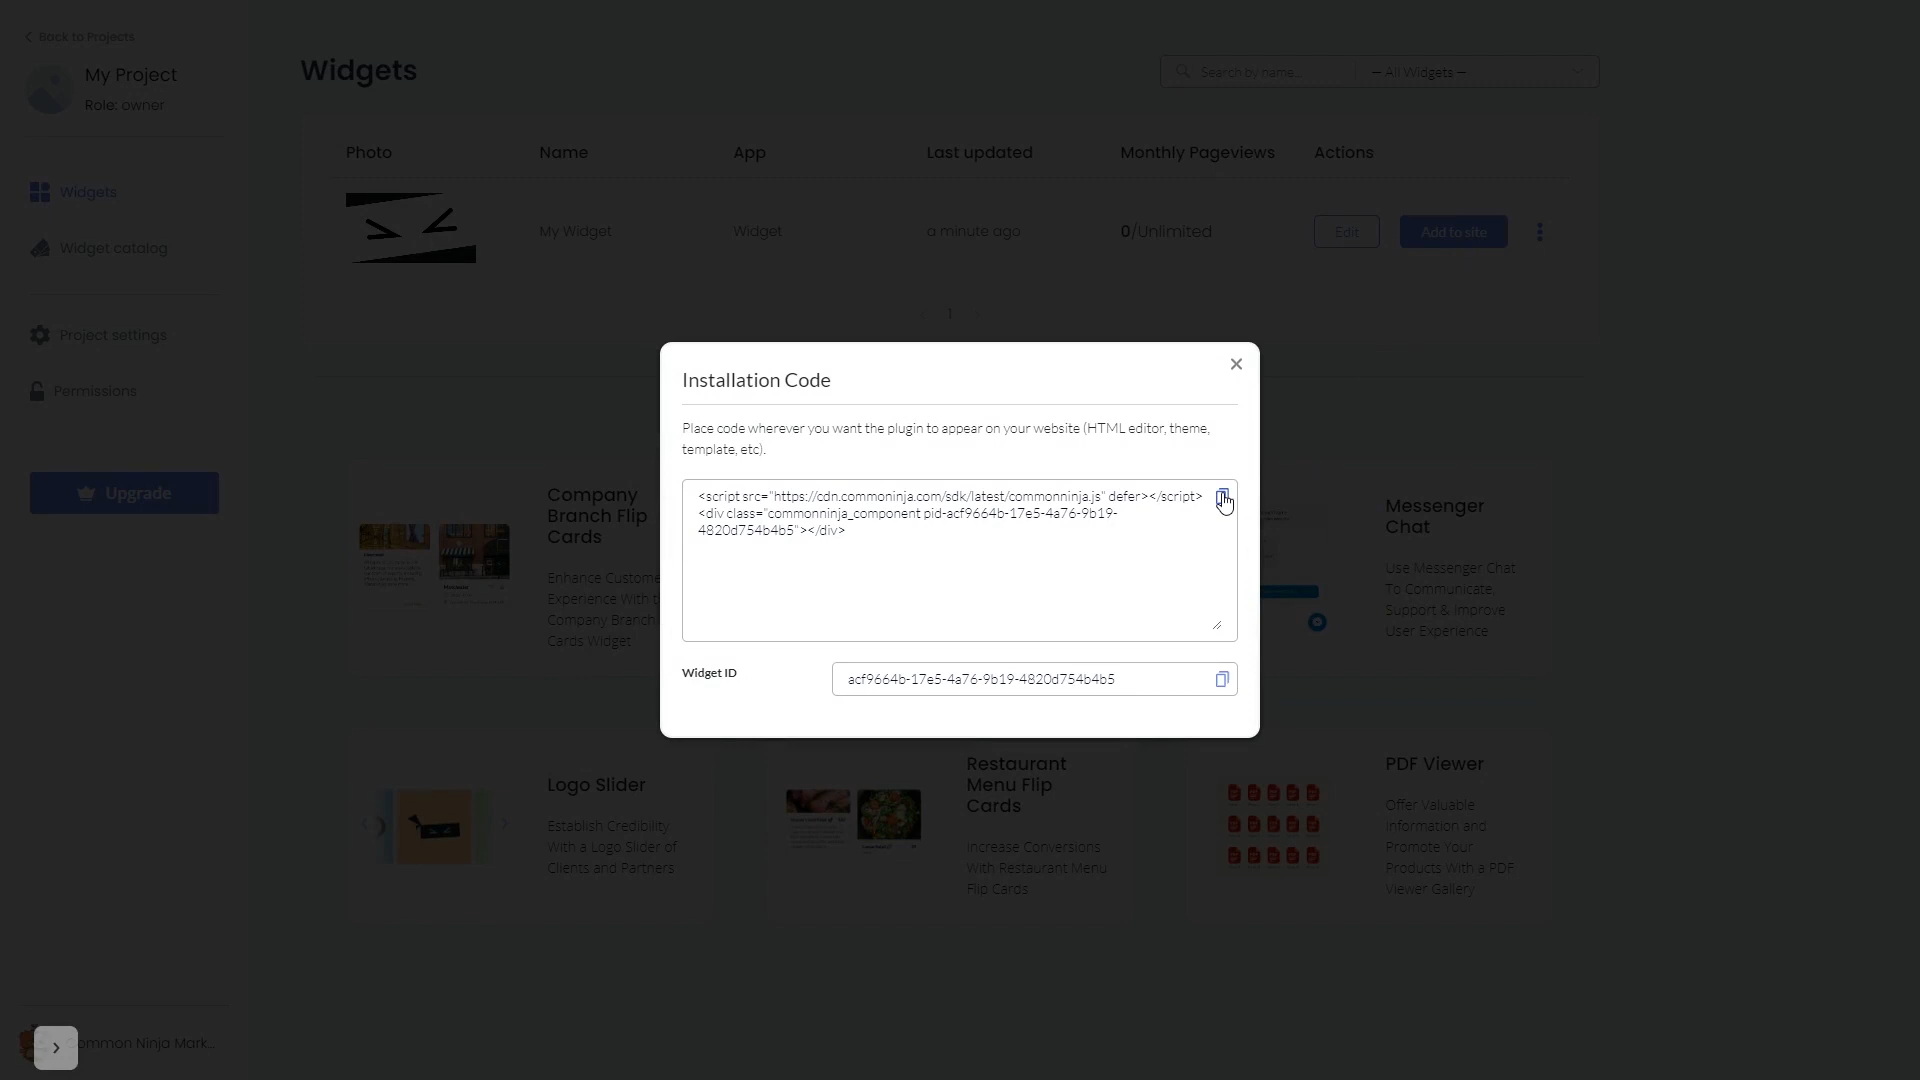 Back to Projects
My Project
Role: owner
Widgets
Widget catalog
Project settings
Permissions
Upgrade
Common Ninja Mark...
Widgets
Search by name...
— All Widgets —
Photo
Name
App
Last updated
Monthly Pageviews
Actions
My Widget
Widget
a minute ago
0/Unlimited
Edit
Add to site
1
Installation Code
Place code wherever you want the plugin to appear on your website (HTML editor, theme,
template, etc).
<script src="https://cdn.commoninja.com/sdk/latest/commonninja.js" defer></script>
<div class="commonninja_component pid-acf9664b-17e5-4a76-9b19-
4820d754b4b5"></div>
Widget ID
acf9664b-17e5-4a76-9b19-4820d754b4b5
Company
Branch Flip
Cards
Enhance Custome
Experience With
Company Branch
Cards Widget
Messenger
Chat
Use Messenger Chat
To Communicate,
Support & Improve
User Experience
Logo Slider
Establish Credibility
With a Logo Slider of
Clients and Partners
Restaurant
Menu Flip
Cards
Increase Conversions
With Restaurant Menu
Flip Cards
PDF Viewer
Offer Valuable
Information and
Promote Your
Products With a PDF
Viewer Gallery